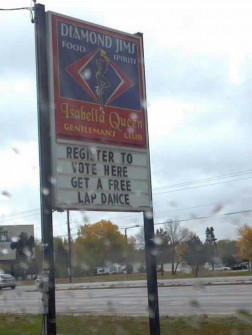 DIAMOND JIMS
FOOD SPIRITS
Isabella Queen
GENTLEMAN'S CLUB
REGISTER TO
VOTE HERE
GET A FREE
LAP DANCE